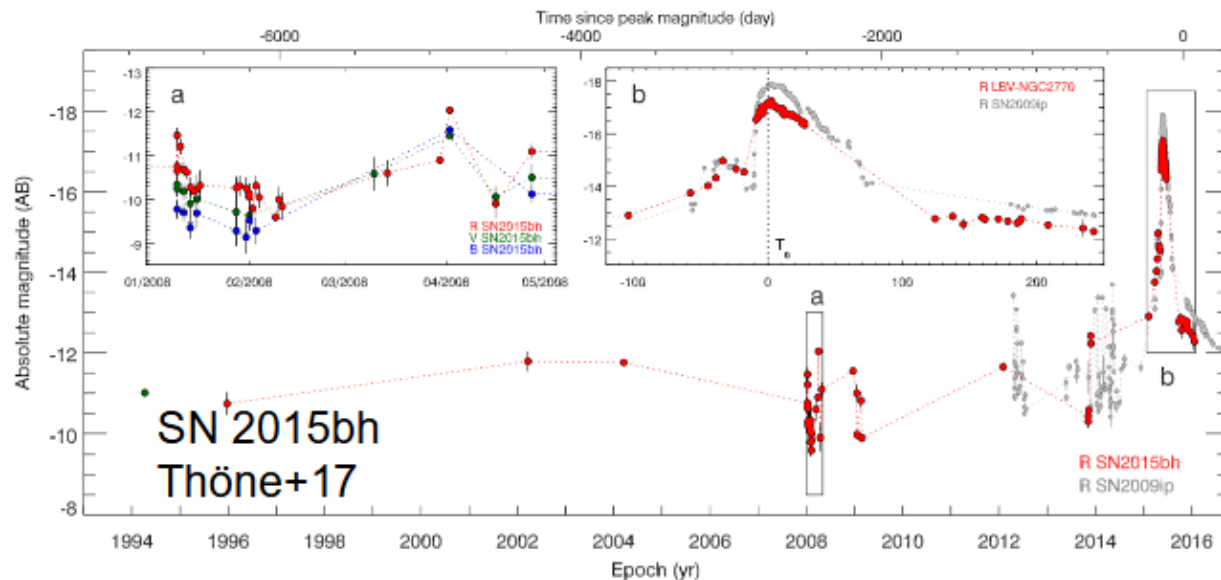 Time since peak magnitude (day)
-6000 -4000 -2000 0
-18
-16
-14
-12
-10
-8
Absolute magnitude (AB)
-13
-12
-11
-10
-9
a
R SN2015bh
V SN2015bh
B SN2015bh
01/2008 02/2008 03/2008 04/2008 05/2008
-18
-16
-14
-12
b
R LBV-NGC2770
R SN2009ip
T₀
-100 0 100 200
a
b
SN 2015bh
Thöne+17
R SN2015bh
R SN2009ip
1994 1996 1998 2000 2002 2004 2006 2008 2010 2012 2014 2016
Epoch (yr)